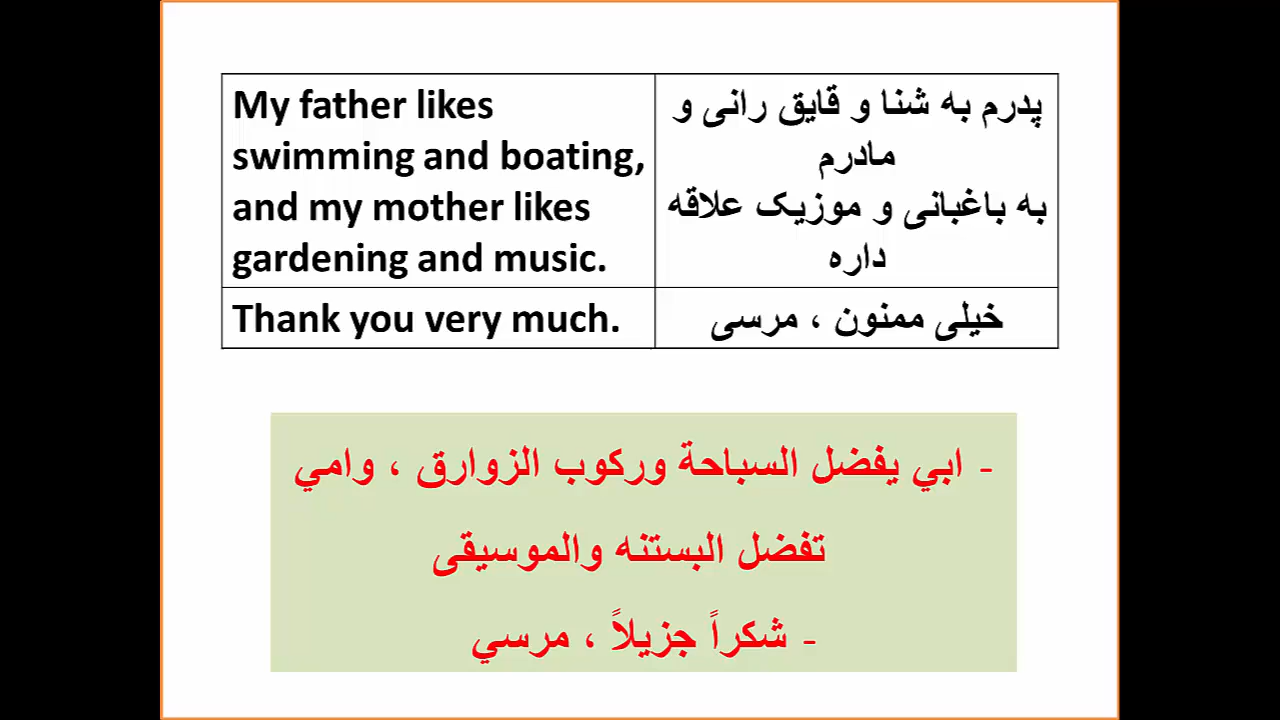 My father likes
swimming and boating,
and my mother likes
gardening and music.
پدرم به شنا و قایق رانی و
مادرم
به باغبانی و موزیک علاقه
داره
Thank you very much.
خیلی ممنون ، مرسی
- ابي يفضل السباحة وركوب الزوارق ، وامي
تفضل البستنه والموسيقى
- شكراً جزيلاً ، مرسي